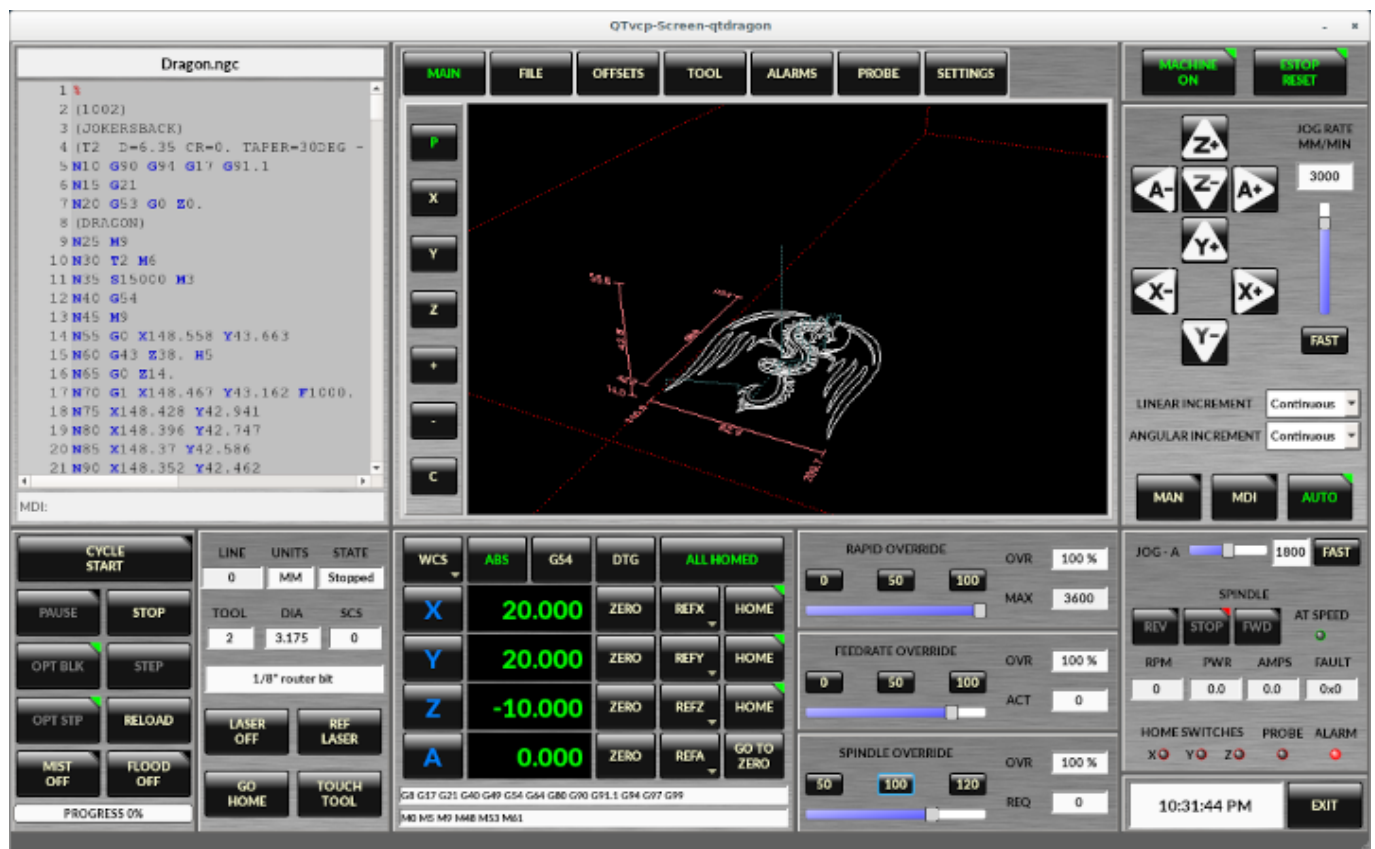 QTvcp-Screen-qtdragon
Dragon.ngc
1 %
2 (1002)
3 (JOKERSBACK)
4 (T2 D=6.35 CR=0. TAPER=30DEG -
5 N10 G90 G94 G17 G91.1
6 N15 G21
7 N20 G53 G0 Z0.
8 (DRAGON)
9 N25 M9
10 N30 T2 M6
11 N35 S15000 M3
12 N40 G54
13 N45 M9
14 N55 G0 X148.558 Y43.663
15 N60 G43 Z38. H5
16 N65 G0 Z14.
17 N70 G1 X148.467 Y43.162 F1000.
18 N75 X148.428 Y42.941
19 N80 X148.396 Y42.747
20 N85 X148.37 Y42.586
21 N90 X148.352 Y42.462
MDI:
MAIN FILE OFFSETS TOOL ALARMS PROBE SETTINGS
P
X
Y
Z
+
-
C
MACHINE ON
ESTOP RESET
JOG RATE
MM/MIN
3000
Z+
A- Z- A+
Y+
X- X+
Y-
FAST
LINEAR INCREMENT Continuous
ANGULAR INCREMENT Continuous
MAN MDI AUTO
CYCLE START
PAUSE STOP
OPT BLK STEP
OPT STP RELOAD
MIST OFF FLOOD OFF
PROGRESS 0%
LINE UNITS STATE
0 MM Stopped
TOOL DIA SCS
2 3.175 0
1/8" router bit
LASER OFF REF LASER
GO HOME TOUCH TOOL
WCS ABS G54 DTG ALL HOMED
X 20.000 ZERO REFX HOME
Y 20.000 ZERO REFY HOME
Z -10.000 ZERO REFZ HOME
A 0.000 ZERO REFA GO TO ZERO
G8 G17 G21 G40 G49 G54 G64 G80 G90 G91.1 G94 G97 G99
M0 M5 M9 M48 M53 M61
RAPID OVERRIDE
OVR 100 %
0 50 100
MAX 3600
FEEDRATE OVERRIDE
OVR 100 %
0 50 100
ACT 0
SPINDLE OVERRIDE
OVR 100 %
50 100 120
REQ 0
JOG - A 1800 FAST
SPINDLE
REV STOP FWD AT SPEED
RPM PWR AMPS FAULT
0 0.0 0.0 0x0
HOME SWITCHES PROBE ALARM
X Y Z
10:31:44 PM EXIT